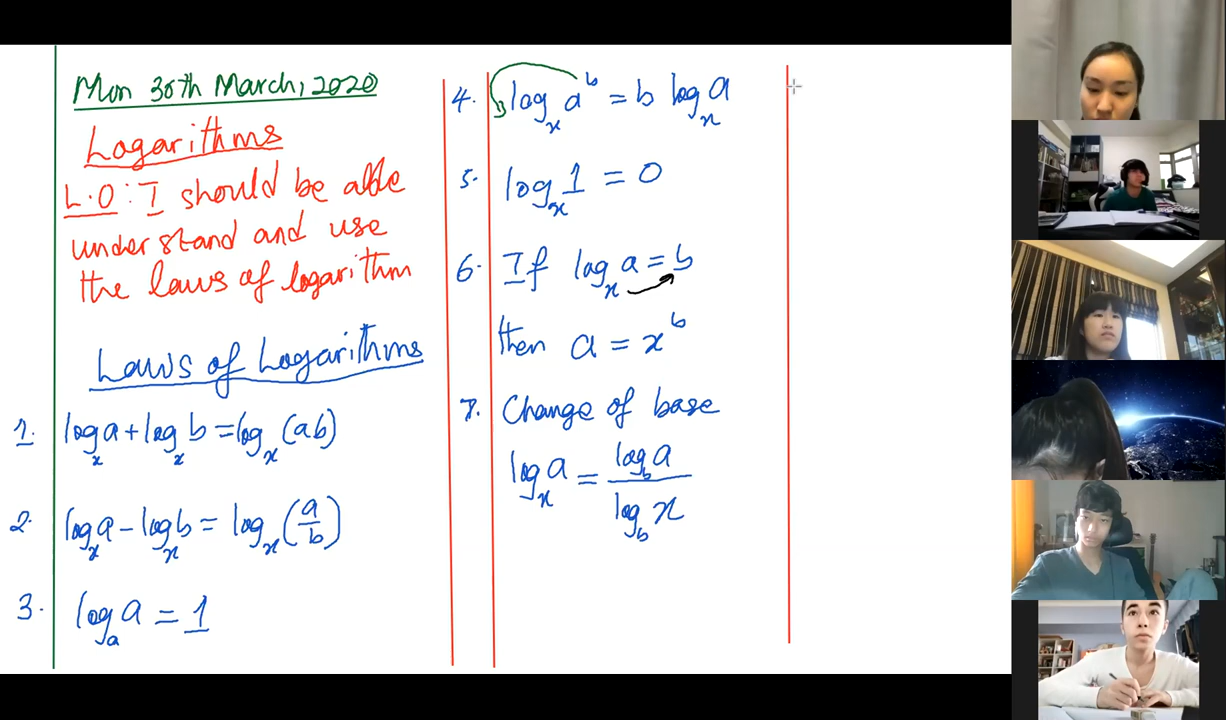 Mon 30th March, 2020
Logarithms
L.O: I should be able
understand and use
the laws of logarithm
Laws of Logarithms
1. logₓa + logₓb = logₓ(ab)
2. logₓa - logₓb = logₓ(a/b)
3. logₐa = 1
4. logₓa^b = b logₓa
5. logₓ1 = 0
6. If logₓa = b
then a = x^b
7. Change of base
logₓa = log_b a / log_b x